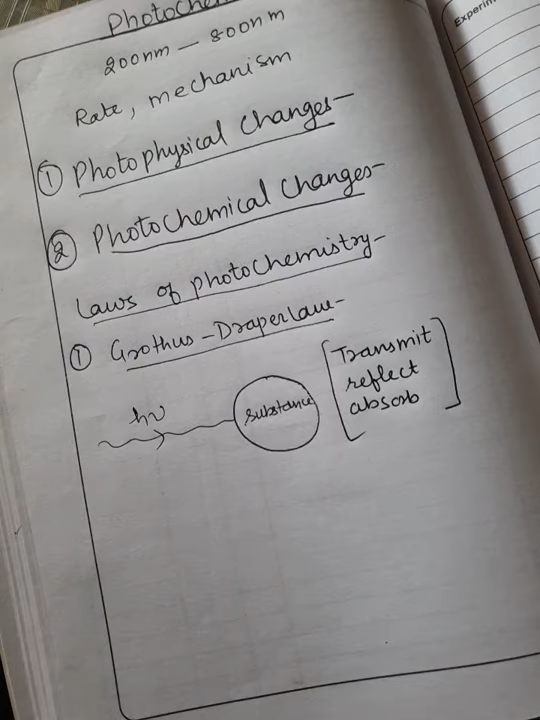 200nm — 800nm
Rate, mechanism
① Photophysical Changes-
② Photochemical Changes-
Laws of photochemistry-
① Grothus-Draperlaw-
hν
substance
Transmit
reflect
absorb